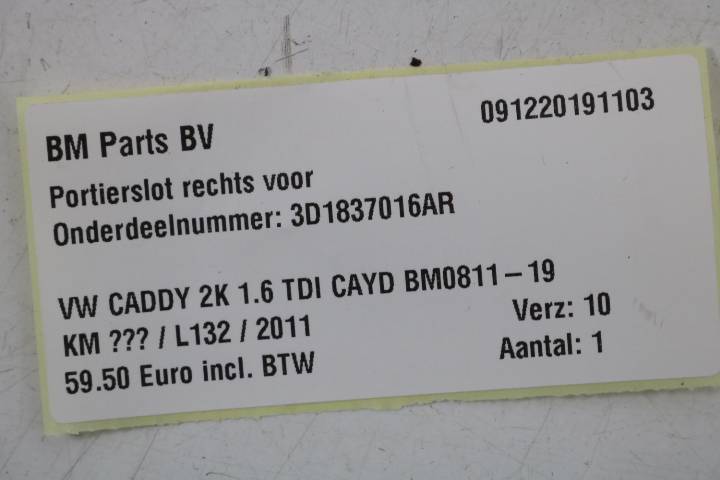 BM Parts BV 091220191103
Portierslot rechts voor
Onderdeelnummer: 3D1837016AR
VW CADDY 2K 1.6 TDI CAYD BM0811-19
KM ??? / L132 / 2011 Verz: 10
59.50 Euro incl. BTW Aantal: 1